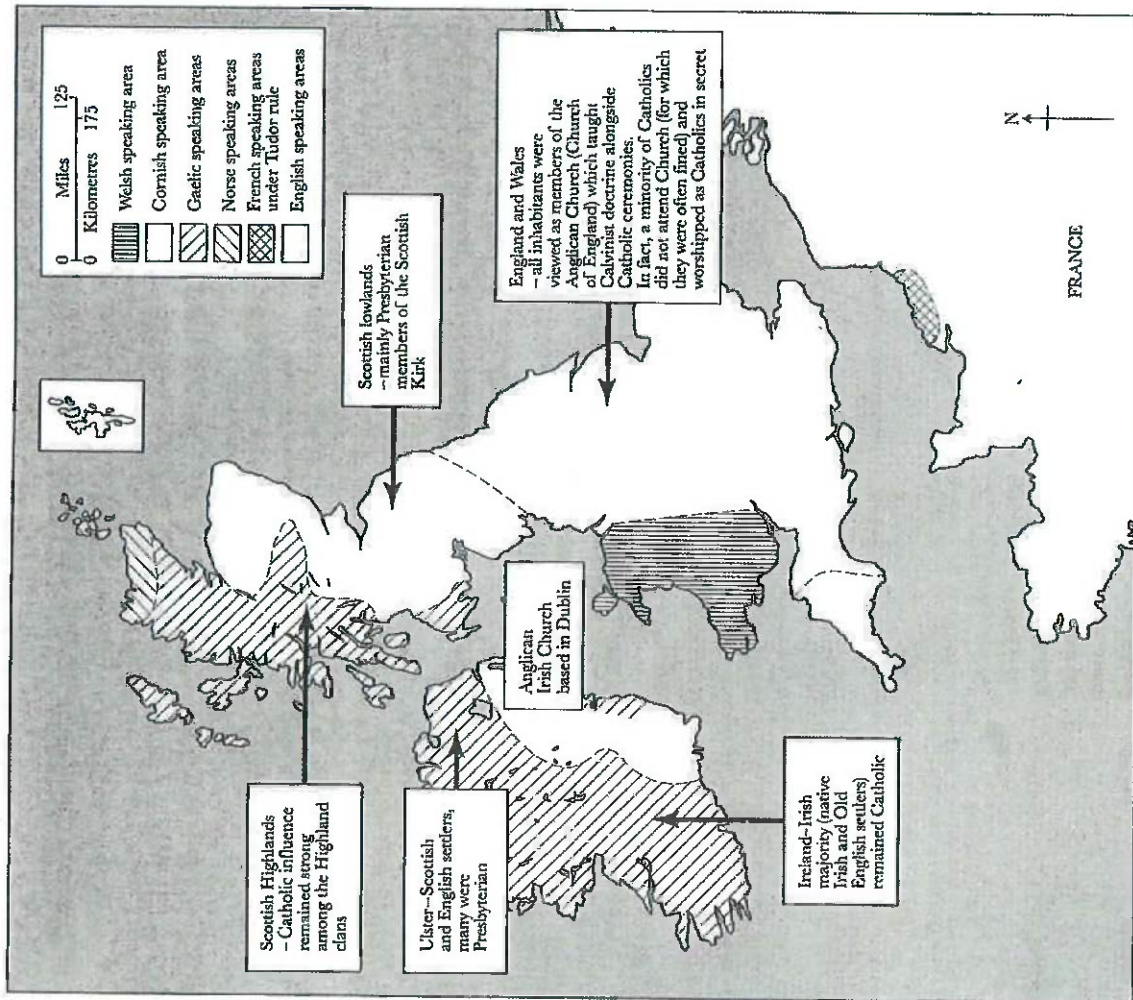 0 Miles 125
0 Kilometres 175
Welsh speaking area
Cornish speaking area
Gaelic speaking areas
Norse speaking areas
French speaking areas
under Tudor rule
English speaking areas
Scottish lowlands
–mainly Presbyterian
members of the Scottish
Kirk
England and Wales
– all inhabitants were
viewed as members of the
Anglican Church (Church
of England) which taught
Calvinist doctrine alongside
Catholic ceremonies.
In fact, a minority of Catholics
did not attend Church (for which
they were often fined) and
worshipped as Catholics in secret
Scottish Highlands
– Catholic influence
remained strong
among the Highland
clans
Ulster–Scottish
and English settlers,
many were
Presbyterian
Anglican
Irish Church
based in Dublin
Ireland–Irish
majority (native
Irish and Old
English settlers)
remained Catholic
N
FRANCE